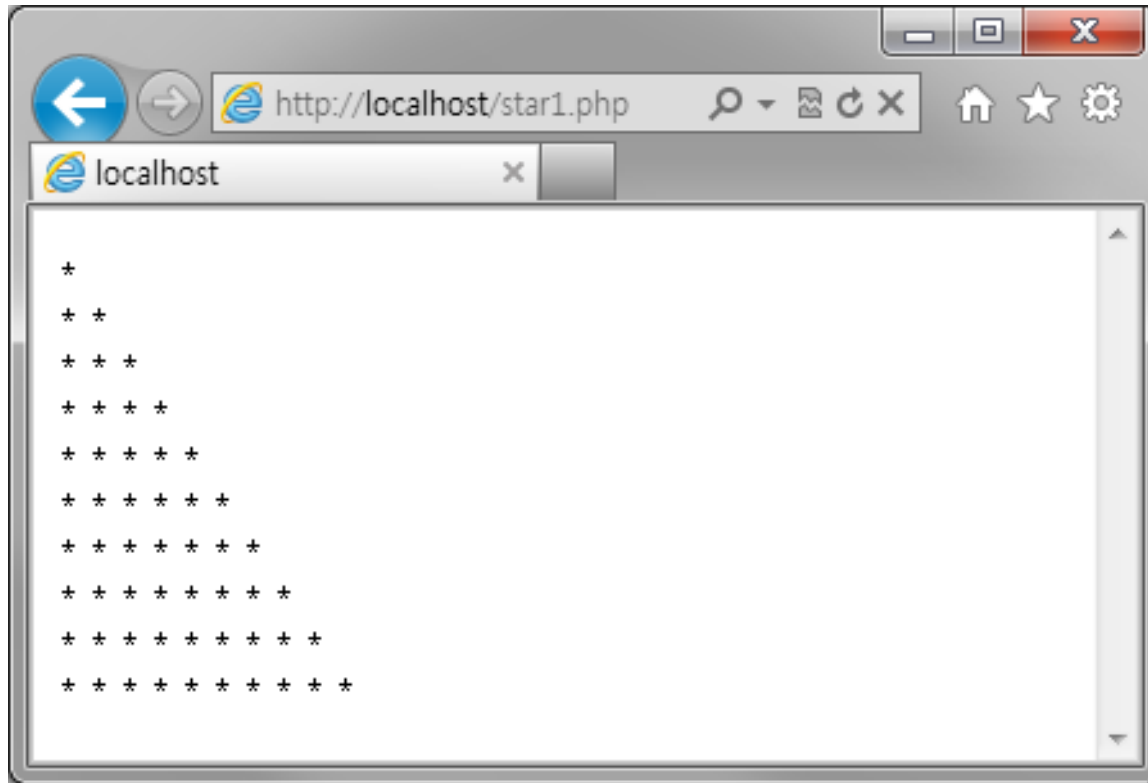 http://localhost/star1.php
localhost
*
* *
* * *
* * * *
* * * * *
* * * * * *
* * * * * * *
* * * * * * * *
* * * * * * * * *
* * * * * * * * * *